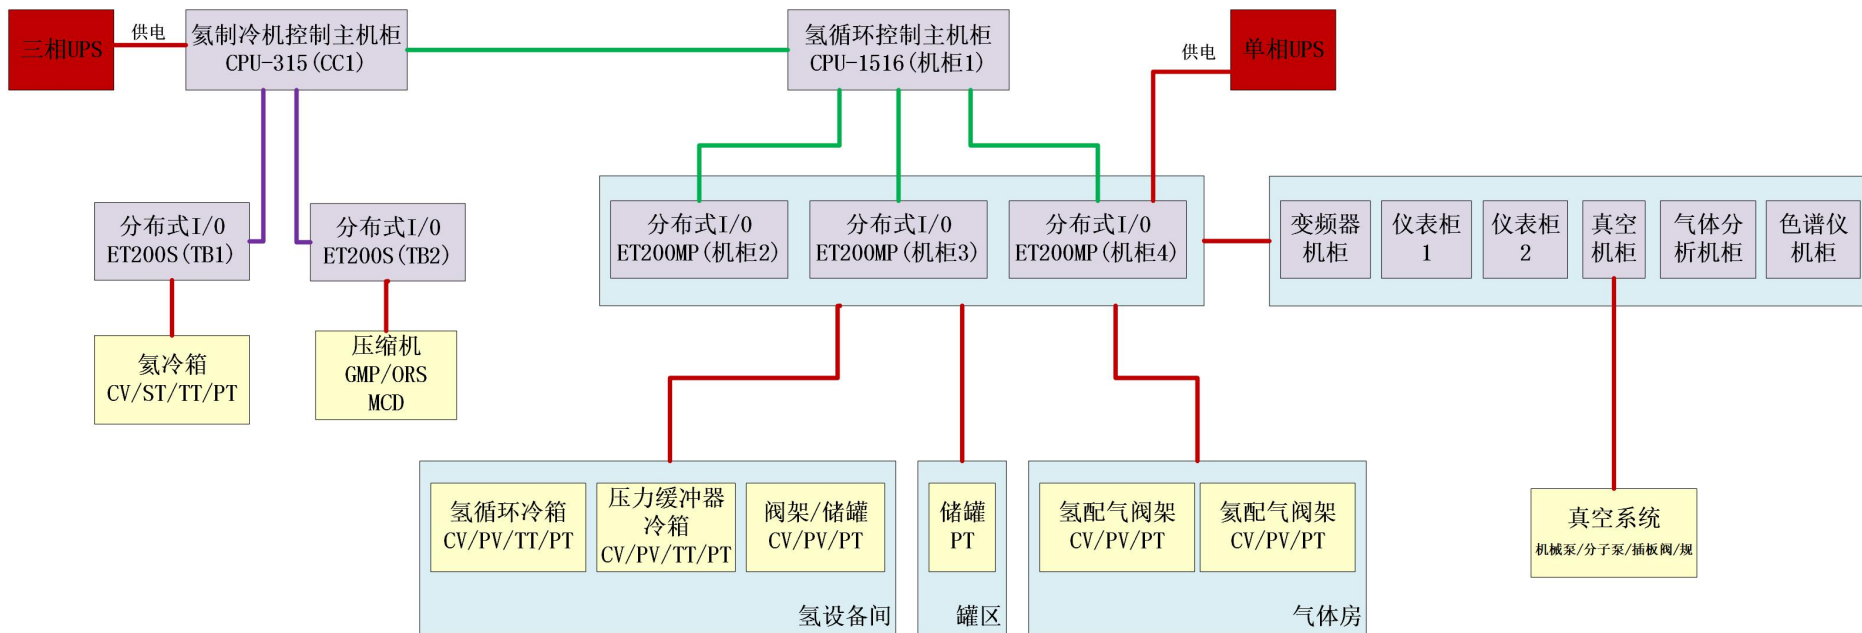 三相UPS
供电
氦制冷机控制主机柜
CPU-315(CC1)
氢循环控制主机柜
CPU-1516(机柜1)
供电
单相UPS
分布式I/O
ET200S(TB1)
分布式I/O
ET200S(TB2)
分布式I/O
ET200MP(机柜2)
分布式I/O
ET200MP(机柜3)
分布式I/O
ET200MP(机柜4)
变频器
机柜
仪表柜
1
仪表柜
2
真空
机柜
气体分
析机柜
色谱仪
机柜
氦冷箱
CV/ST/TT/PT
压缩机
GMP/ORS
MCD
氢循环冷箱
CV/PV/TT/PT
压力缓冲器
冷箱
CV/PV/TT/PT
阀架/储罐
CV/PV/PT
氢设备间
储罐
PT
罐区
氢配气阀架
CV/PV/PT
氦配气阀架
CV/PV/PT
气体房
真空系统
机械泵/分子泵/插板阀/规